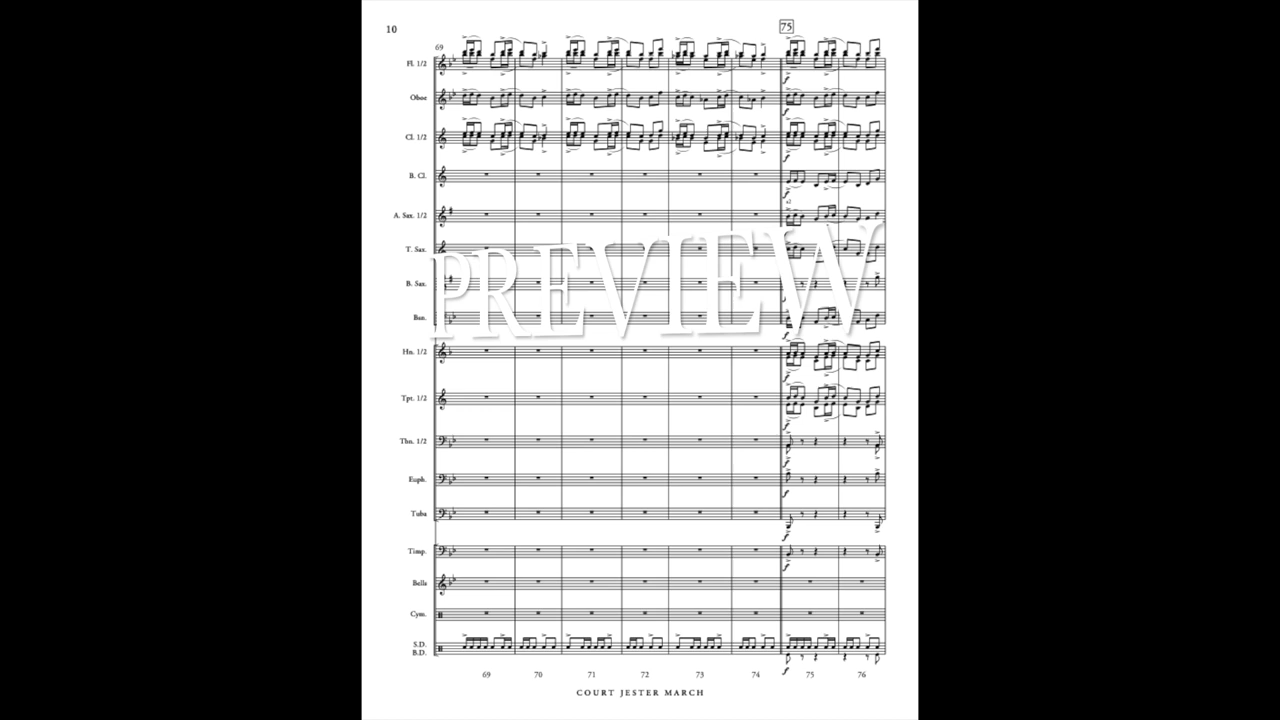 10
75
69
Fl. 1/2
Oboe
Cl. 1/2
B. Cl.
a2
A. Sax. 1/2
T. Sax.
PREVIEW
B. Sax.
Bsn.
Hn. 1/2
Tpt. 1/2
Tbn. 1/2
Euph.
Tuba
Timp.
Bells
Cym.
S.D.
B.D.
69 70 71 72 73 74 75 76
COURT JESTER MARCH